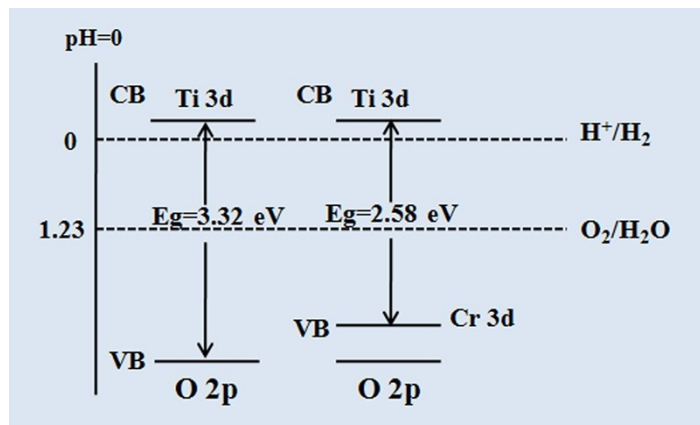 pH=0
CB Ti 3d CB Ti 3d
0 H⁺/H₂
Eg=3.32 eV Eg=2.58 eV
1.23 O₂/H₂O
VB Cr 3d
VB
O 2p O 2p